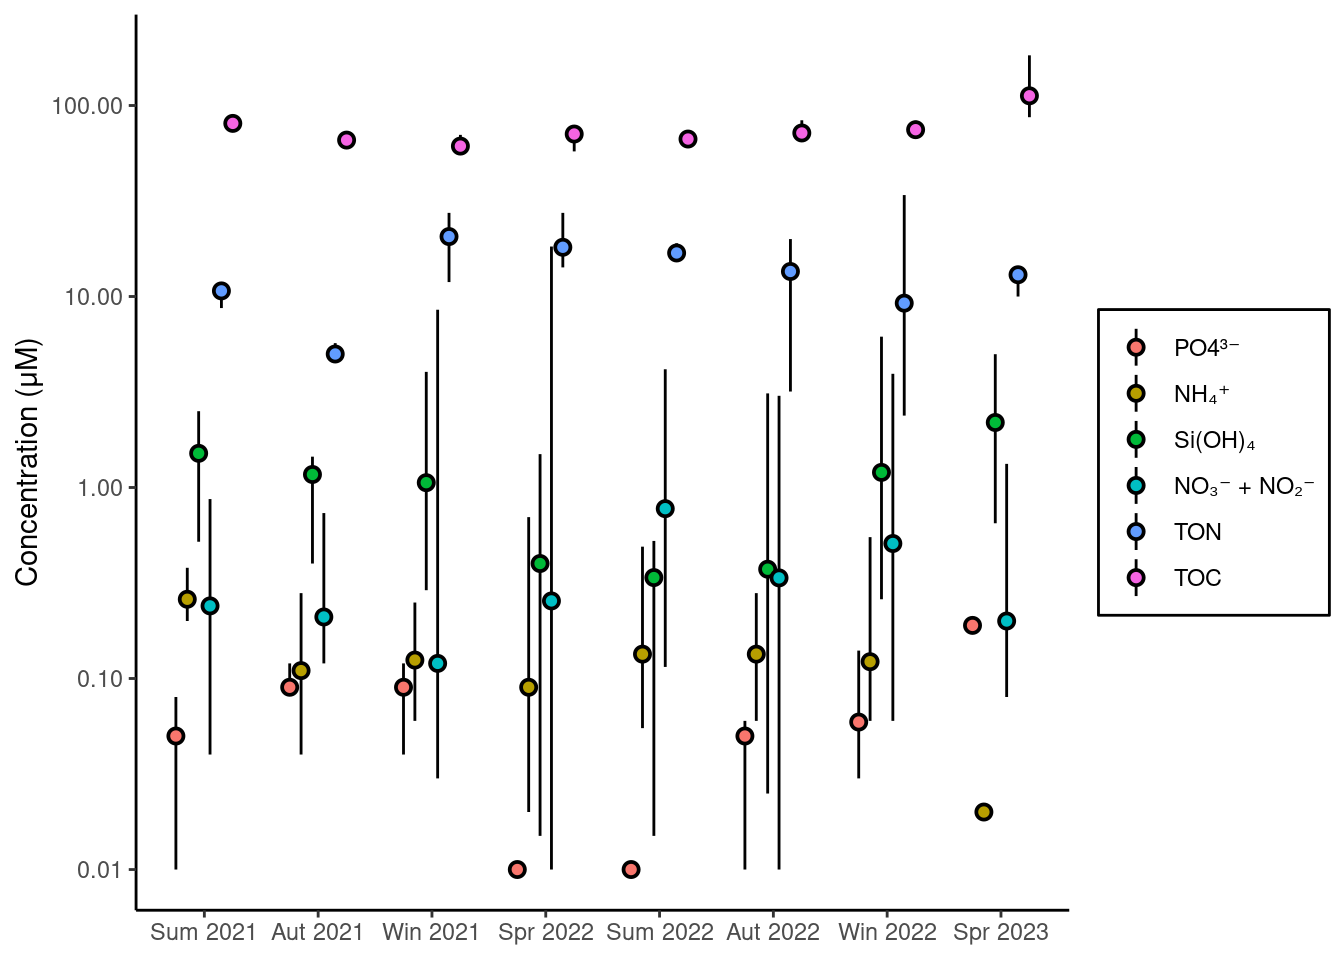 Concentration (μM)
100.00
10.00
1.00
0.10
0.01
Sum 2021 Aut 2021 Win 2021 Spr 2022 Sum 2022 Aut 2022 Win 2022 Spr 2023
PO4³⁻
NH₄⁺
Si(OH)₄
NO₃⁻ + NO₂⁻
TON
TOC